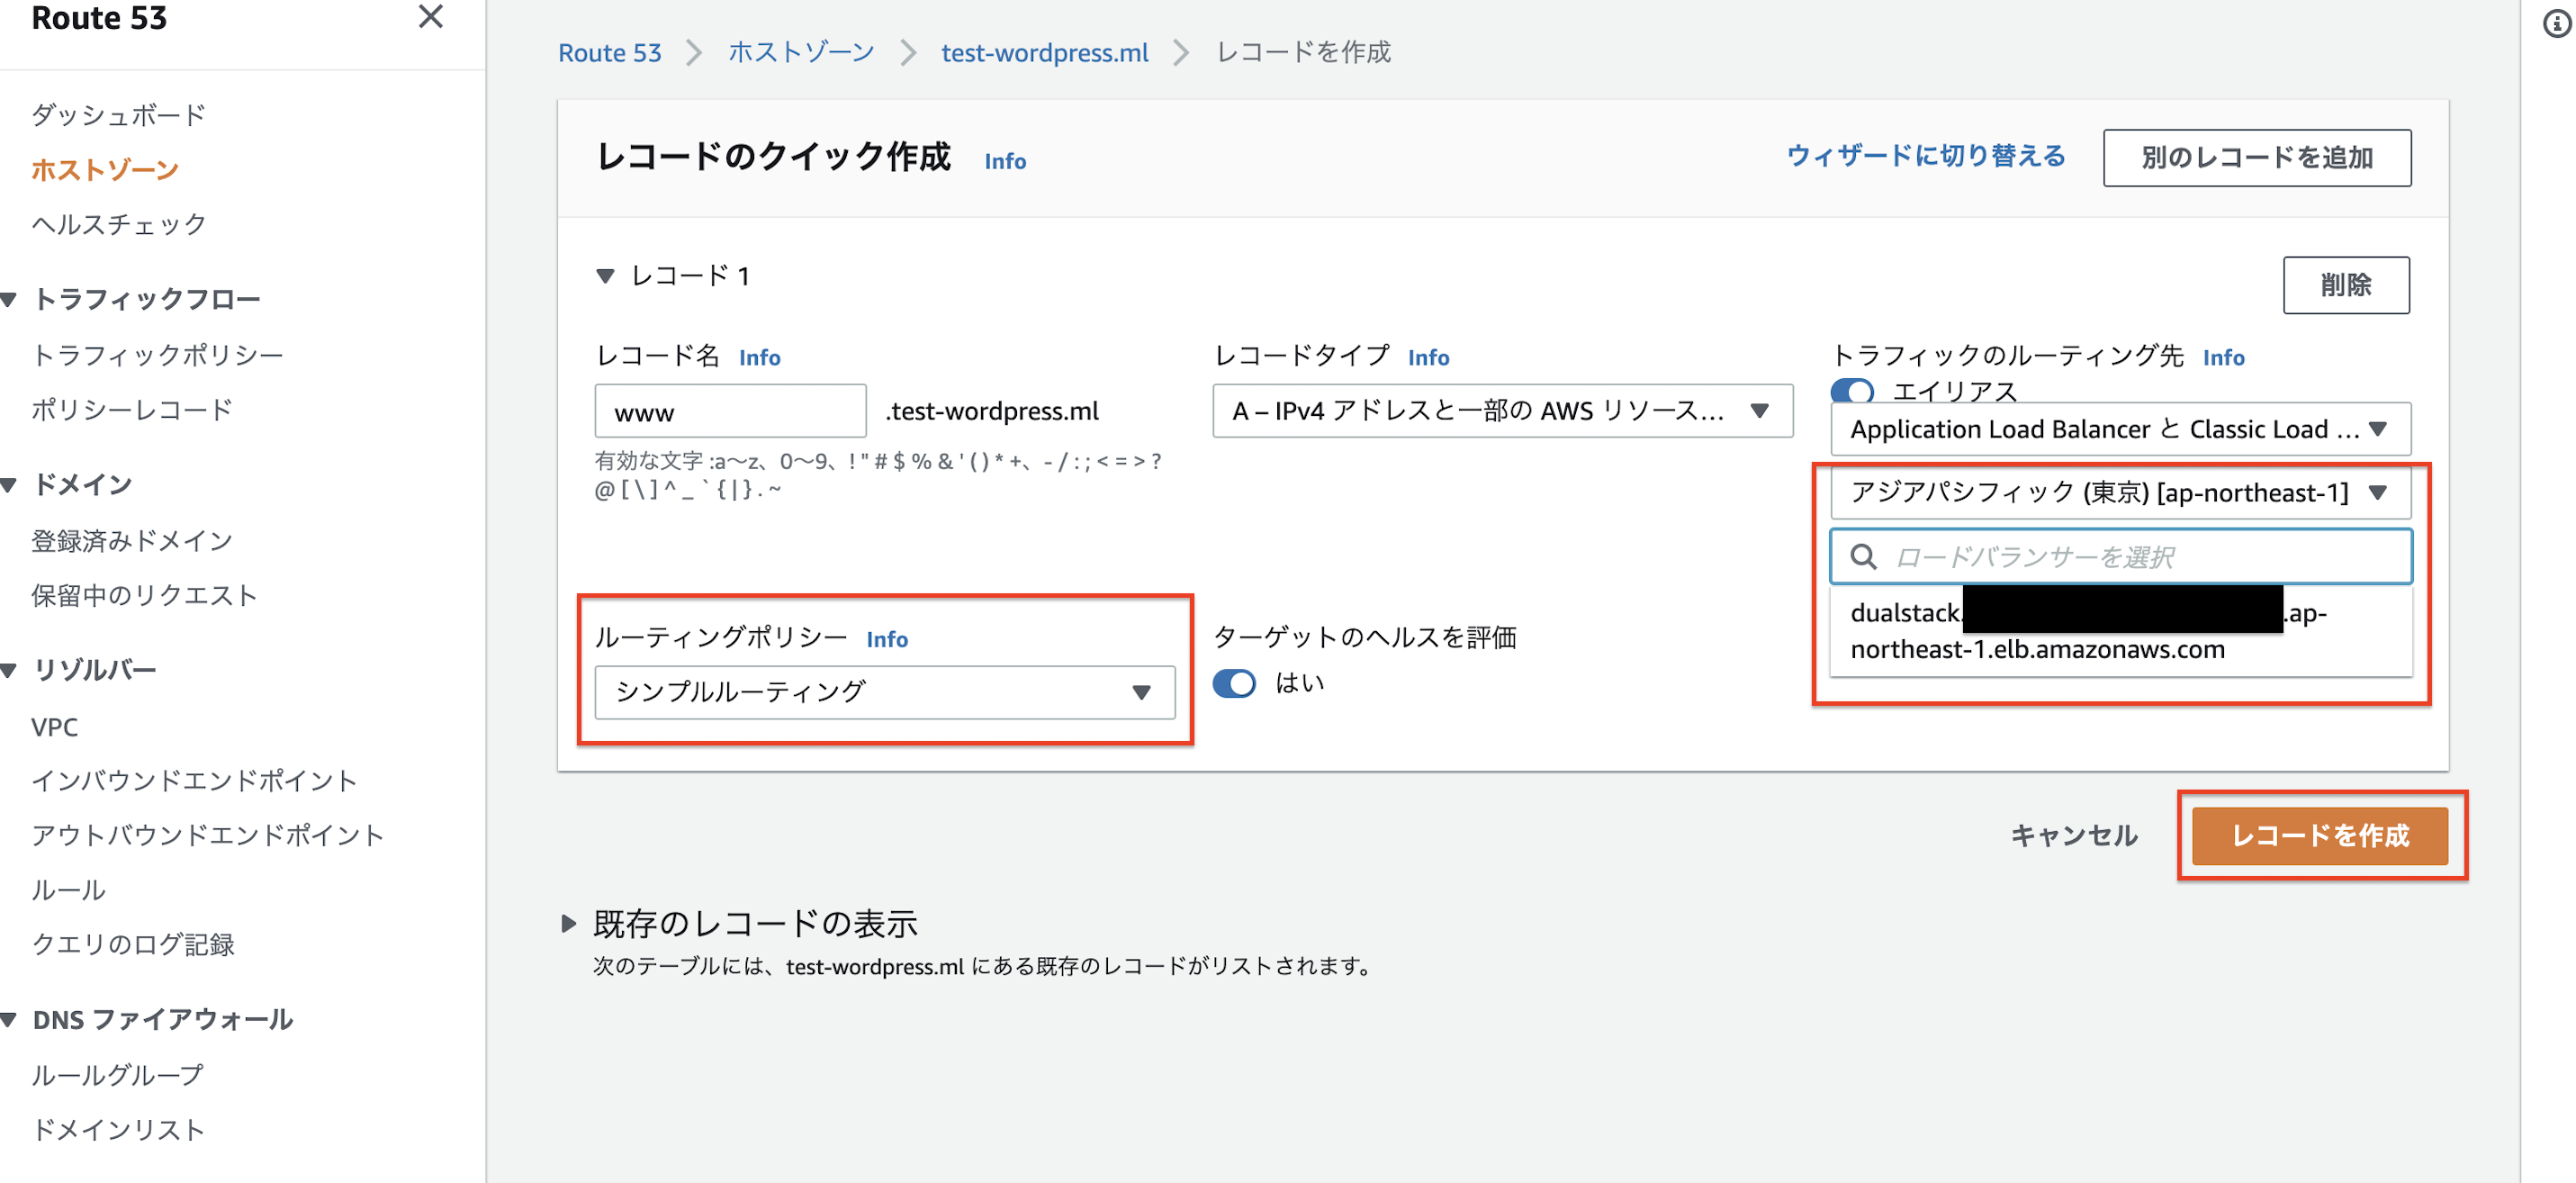 Route 53
ダッシュボード
ホストゾーン
ヘルスチェック
トラフィックフロー
トラフィックポリシー
ポリシーレコード
ドメイン
登録済みドメイン
保留中のリクエスト
リゾルバー
VPC
インバウンドエンドポイント
アウトバウンドエンドポイント
ルール
クエリのログ記録
DNS ファイアウォール
ルールグループ
ドメインリスト
Route 53 ホストゾーン test-wordpress.ml レコードを作成
レコードのクイック作成 Info
ウィザードに切り替える
別のレコードを追加
レコード 1
削除
レコード名 Info
www .test-wordpress.ml
有効な文字 :a～z、0～9、! " # $ % & ' ( ) * +、- / : ; < = > ?
@ [ \ ] ^ _ ` { | } . ~
レコードタイプ Info
A – IPv4 アドレスと一部の AWS リソース...
トラフィックのルーティング先 Info
エイリアス
Application Load Balancer と Classic Load ...
アジアパシフィック (東京) [ap-northeast-1]
ロードバランサーを選択
dualstack. .ap-
northeast-1.elb.amazonaws.com
ルーティングポリシー Info
シンプルルーティング
ターゲットのヘルスを評価
はい
キャンセル
レコードを作成
既存のレコードの表示
次のテーブルには、test-wordpress.ml にある既存のレコードがリストされます。